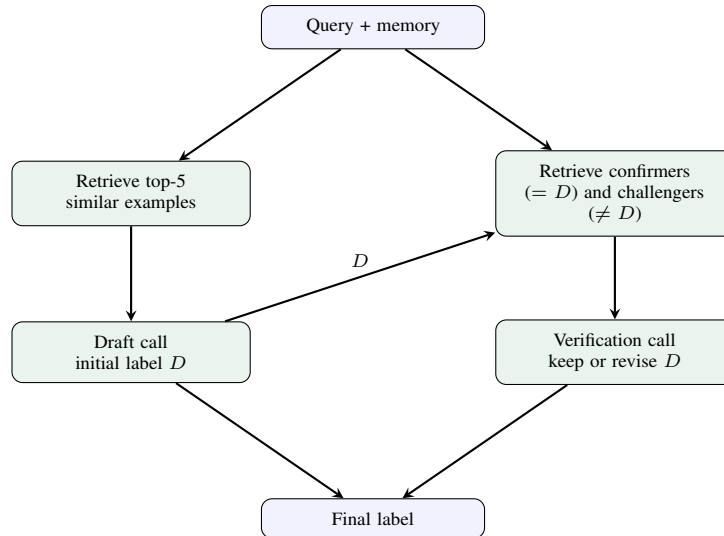 Query + memory
Retrieve top-5
similar examples
Retrieve confirmers
(= D) and challengers
(≠ D)
D
Draft call
initial label D
Verification call
keep or revise D
Final label